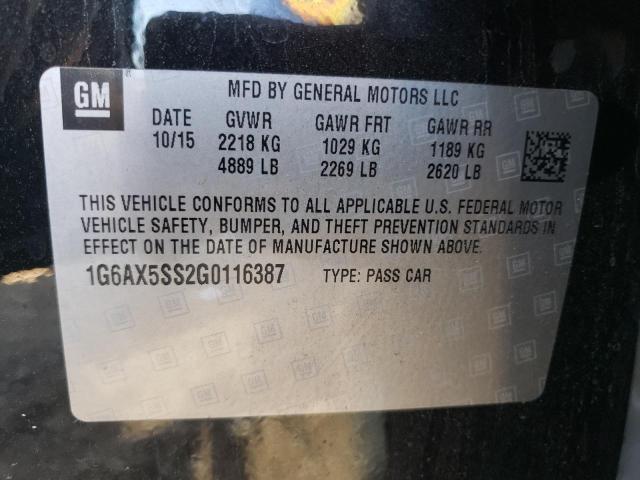 GM
MFD BY GENERAL MOTORS LLC
DATE GVWR GAWR FRT GAWR RR
10/15 2218 KG 1029 KG 1189 KG
4889 LB 2269 LB 2620 LB
THIS VEHICLE CONFORMS TO ALL APPLICABLE U.S. FEDERAL MOTOR
VEHICLE SAFETY, BUMPER, AND THEFT PREVENTION STANDARDS IN
EFFECT ON THE DATE OF MANUFACTURE SHOWN ABOVE.
1G6AX5SS2G0116387 TYPE: PASS CAR